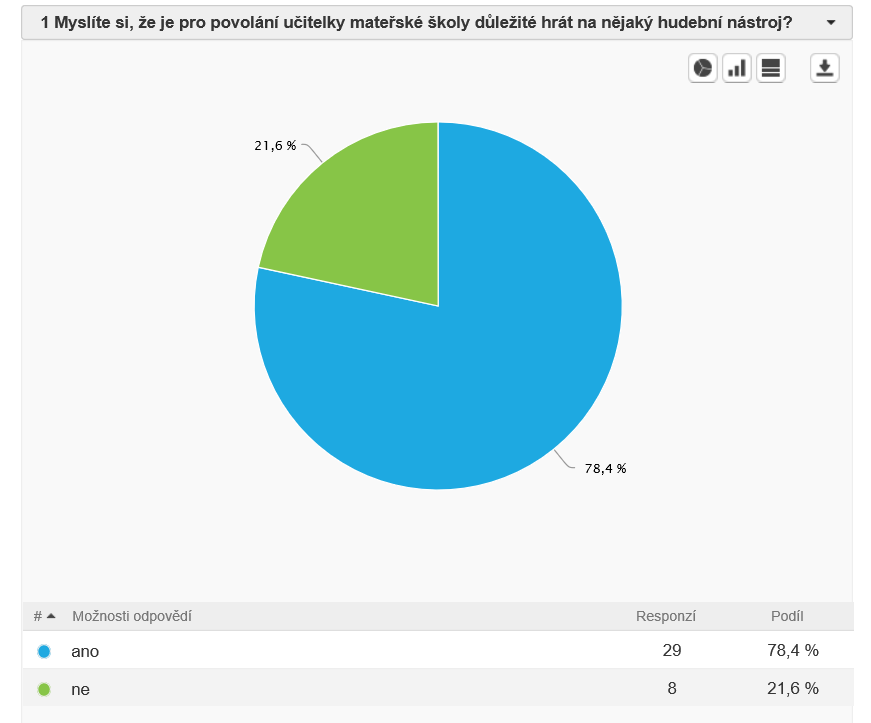 1 Myslíte si, že je pro povolání učitelky mateřské školy důležité hrát na nějaký hudební nástroj?
21,6 %
78,4 %
# Možnosti odpovědí Responzí Podíl
ano 29 78,4 %
ne 8 21,6 %